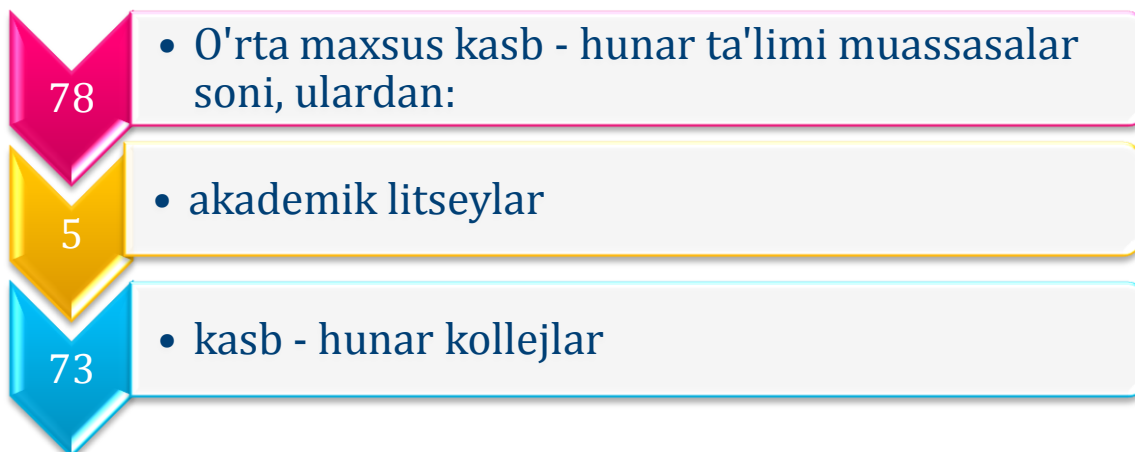 78
• O'rta maxsus kasb - hunar ta'limi muassasalar
soni, ulardan:
5
• akademik litseylar
73
• kasb - hunar kollejlar